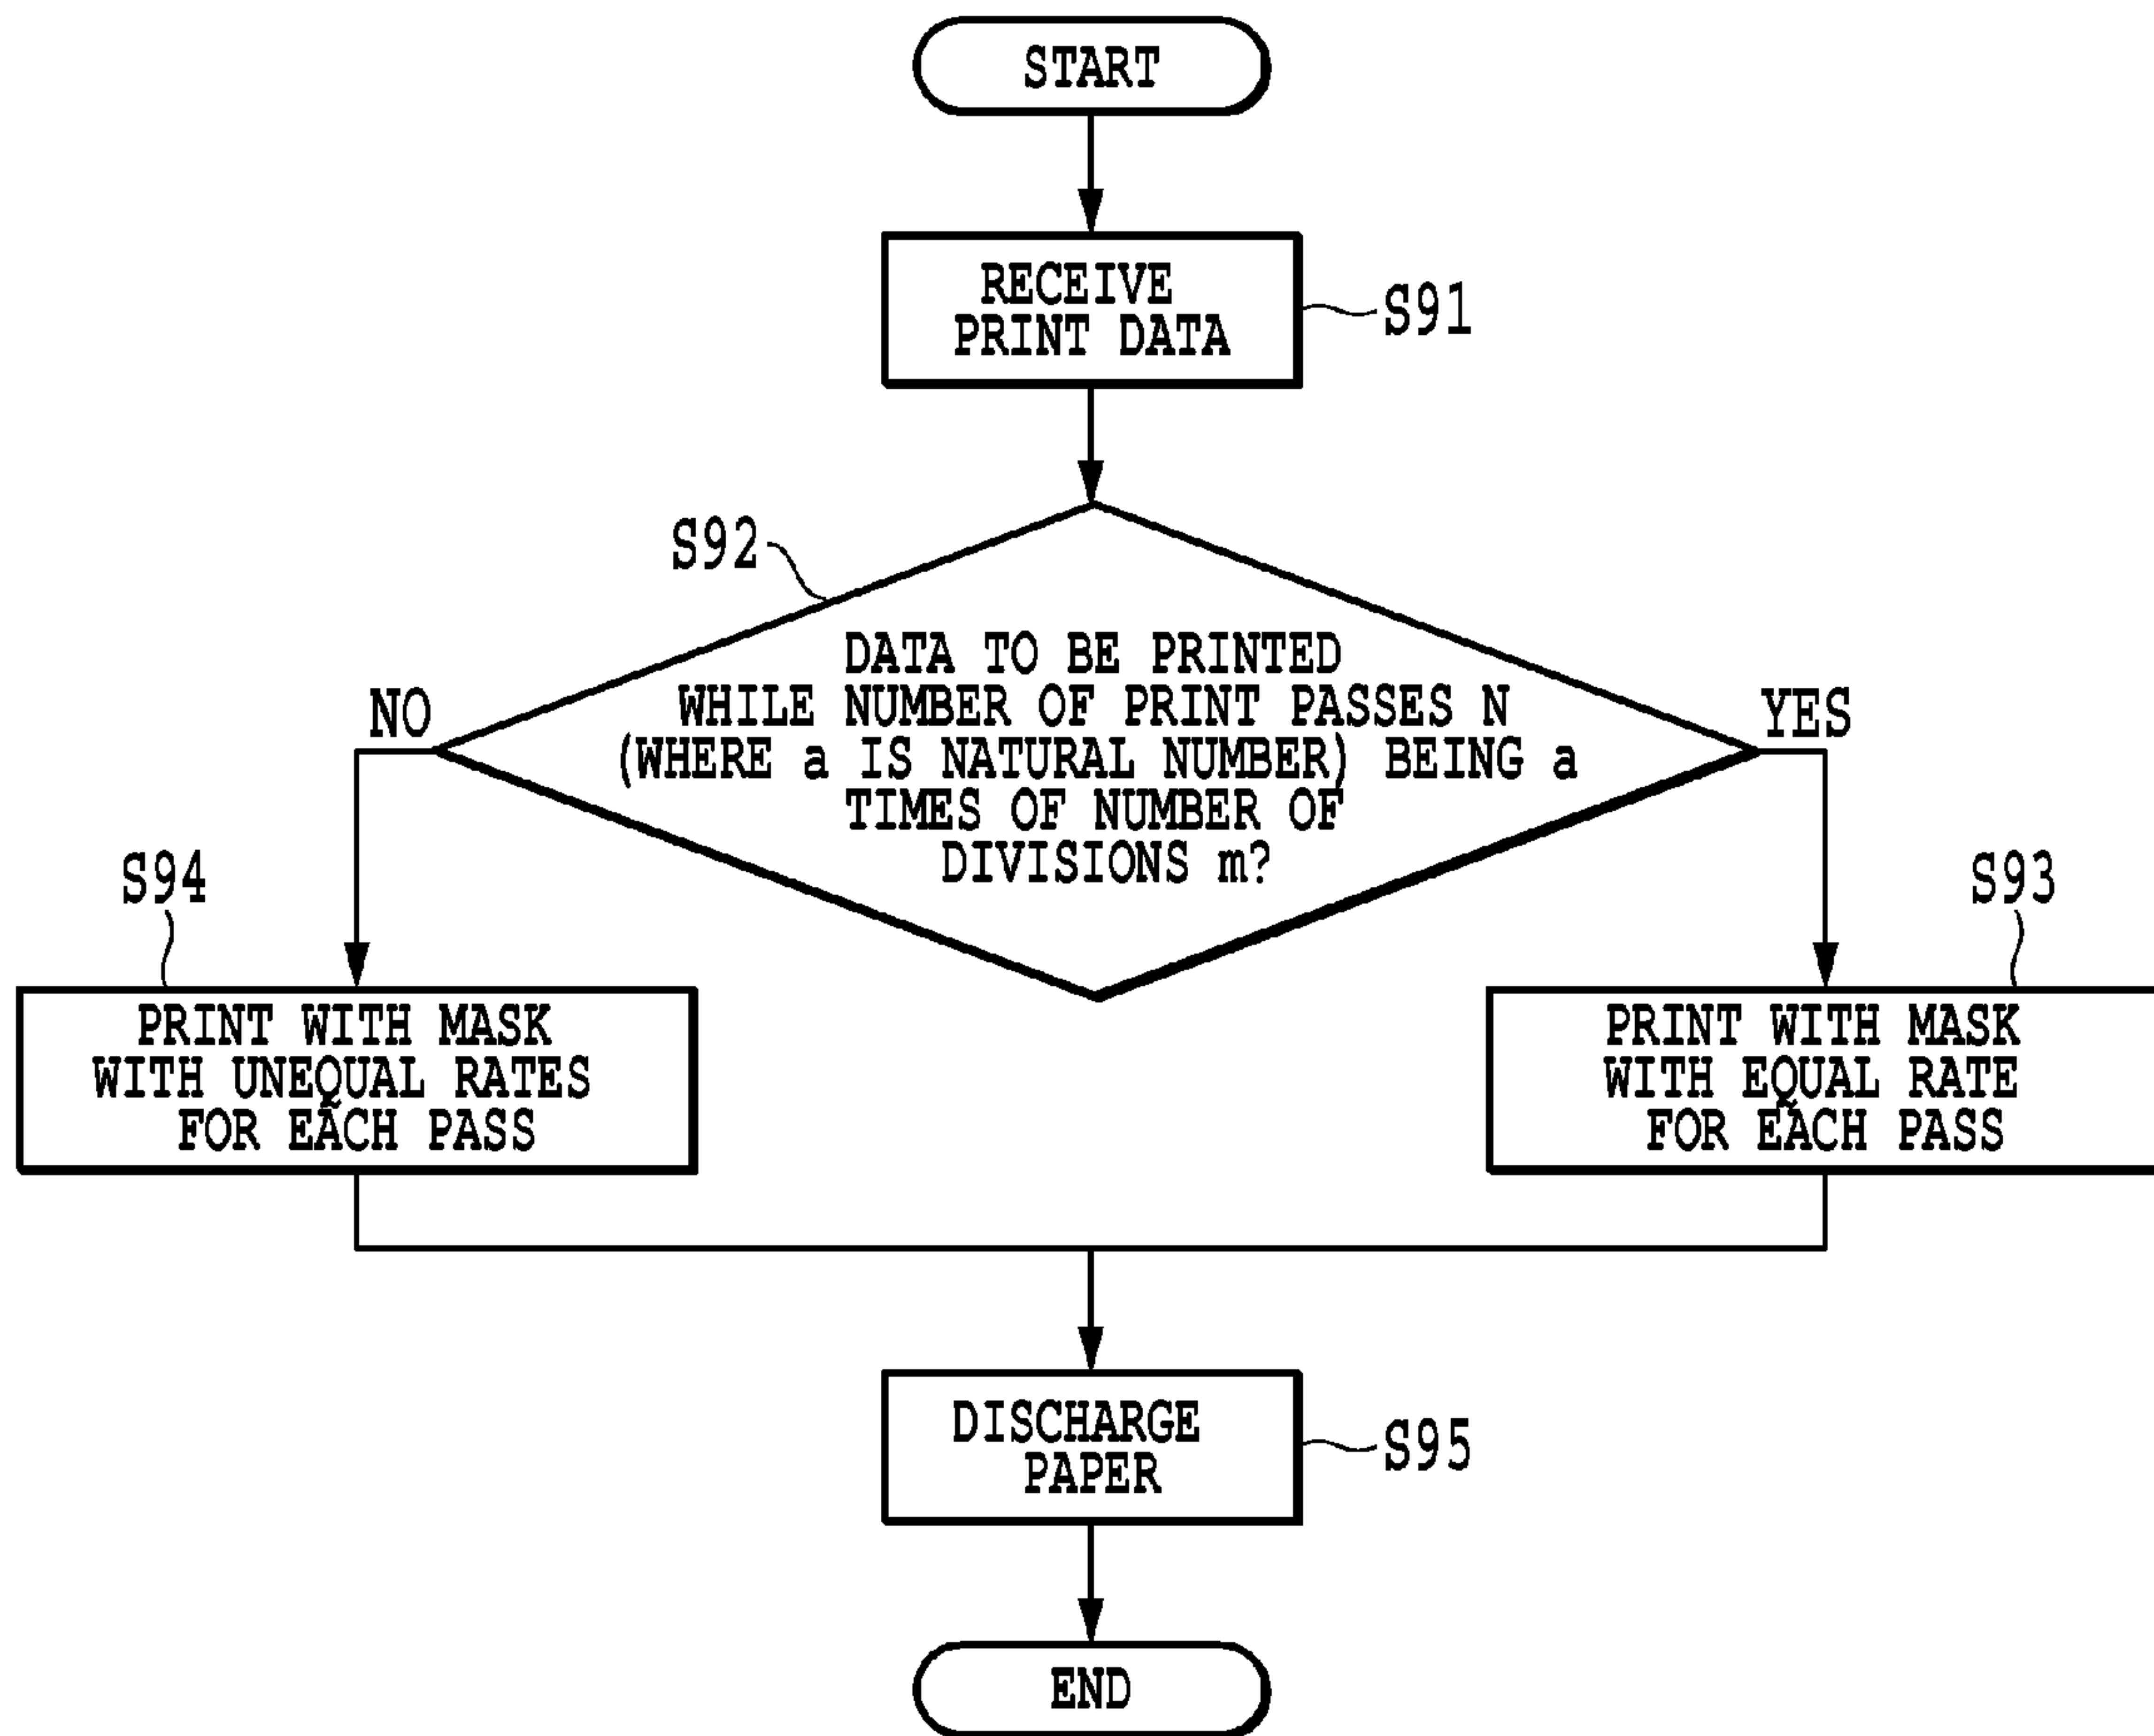 START
RECEIVE
PRINT DATA
S91
S92
DATA TO BE PRINTED
WHILE NUMBER OF PRINT PASSES N
(WHERE a IS NATURAL NUMBER) BEING a
TIMES OF NUMBER OF
DIVISIONS m?
NO
YES
S94
S93
PRINT WITH MASK
WITH UNEQUAL RATES
FOR EACH PASS
PRINT WITH MASK
WITH EQUAL RATE
FOR EACH PASS
DISCHARGE
PAPER
S95
END